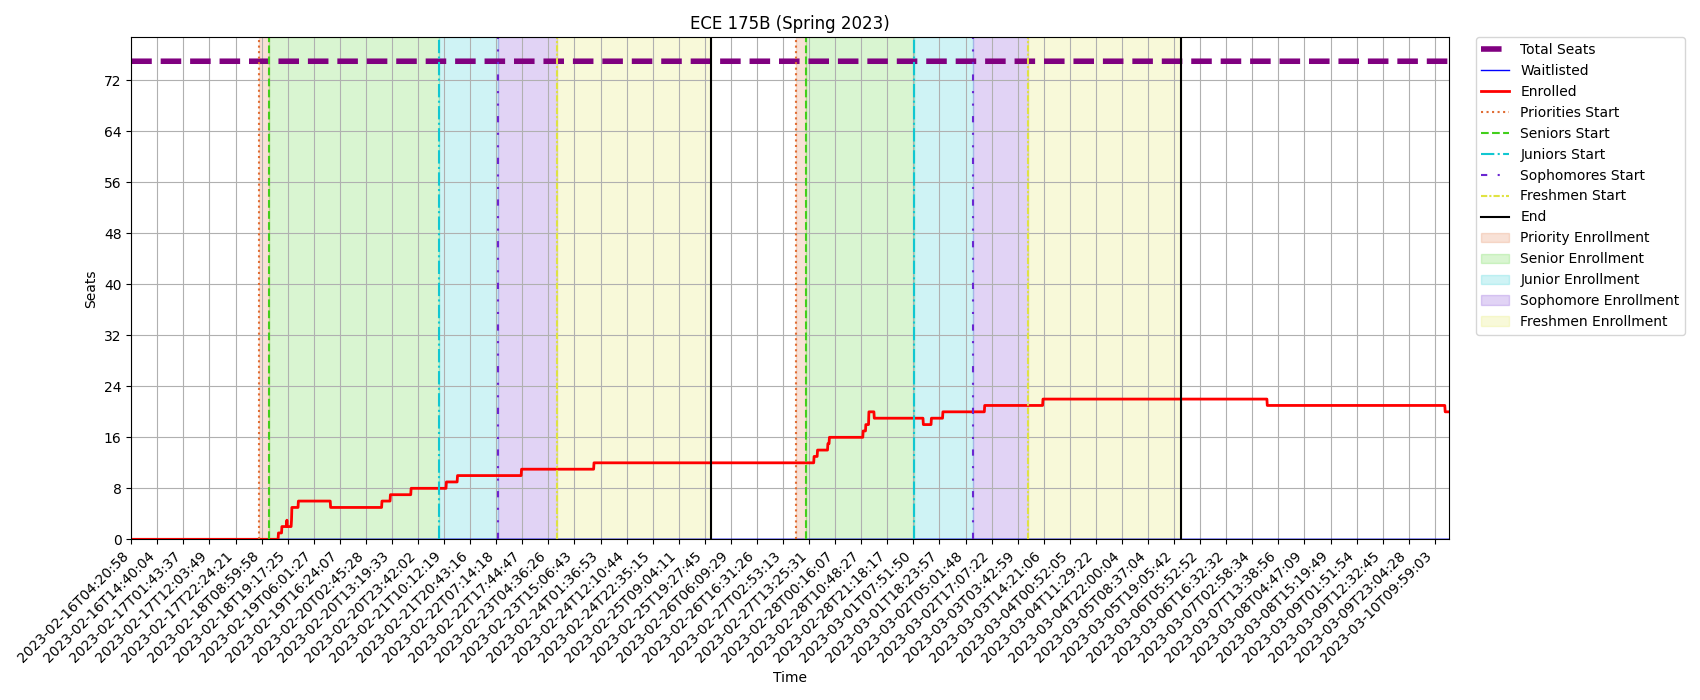 ECE 175B (Spring 2023)
Seats
72
64
56
48
40
32
24
16
8
0
2023-02-16T04:20:58
2023-02-16T14:40:04
2023-02-17T01:43:37
2023-02-17T12:03:49
2023-02-17T22:24:21
2023-02-18T08:59:58
2023-02-18T19:17:25
2023-02-19T06:01:27
2023-02-19T16:24:07
2023-02-20T02:45:28
2023-02-20T13:19:33
2023-02-20T23:42:02
2023-02-21T10:12:19
2023-02-21T20:43:16
2023-02-22T07:14:18
2023-02-22T17:44:47
2023-02-23T04:36:26
2023-02-23T15:06:43
2023-02-24T01:36:53
2023-02-24T12:10:44
2023-02-24T22:35:15
2023-02-25T09:04:11
2023-02-25T19:27:45
2023-02-26T06:09:29
2023-02-26T16:31:26
2023-02-27T02:53:13
2023-02-27T13:25:31
2023-02-28T00:16:07
2023-02-28T10:48:27
2023-02-28T21:18:17
2023-03-01T07:51:50
2023-03-01T18:23:57
2023-03-02T05:01:48
2023-03-02T17:07:22
2023-03-03T03:42:59
2023-03-03T14:21:06
2023-03-04T00:52:05
2023-03-04T11:29:22
2023-03-04T22:00:04
2023-03-05T08:37:04
2023-03-05T19:05:42
2023-03-06T05:52:52
2023-03-06T16:32:32
2023-03-07T02:58:34
2023-03-07T13:38:56
2023-03-08T04:47:09
2023-03-08T15:19:49
2023-03-09T01:51:54
2023-03-09T12:32:45
2023-03-09T23:04:28
2023-03-10T09:59:03
Time
Total Seats
Waitlisted
Enrolled
Priorities Start
Seniors Start
Juniors Start
Sophomores Start
Freshmen Start
End
Priority Enrollment
Senior Enrollment
Junior Enrollment
Sophomore Enrollment
Freshmen Enrollment